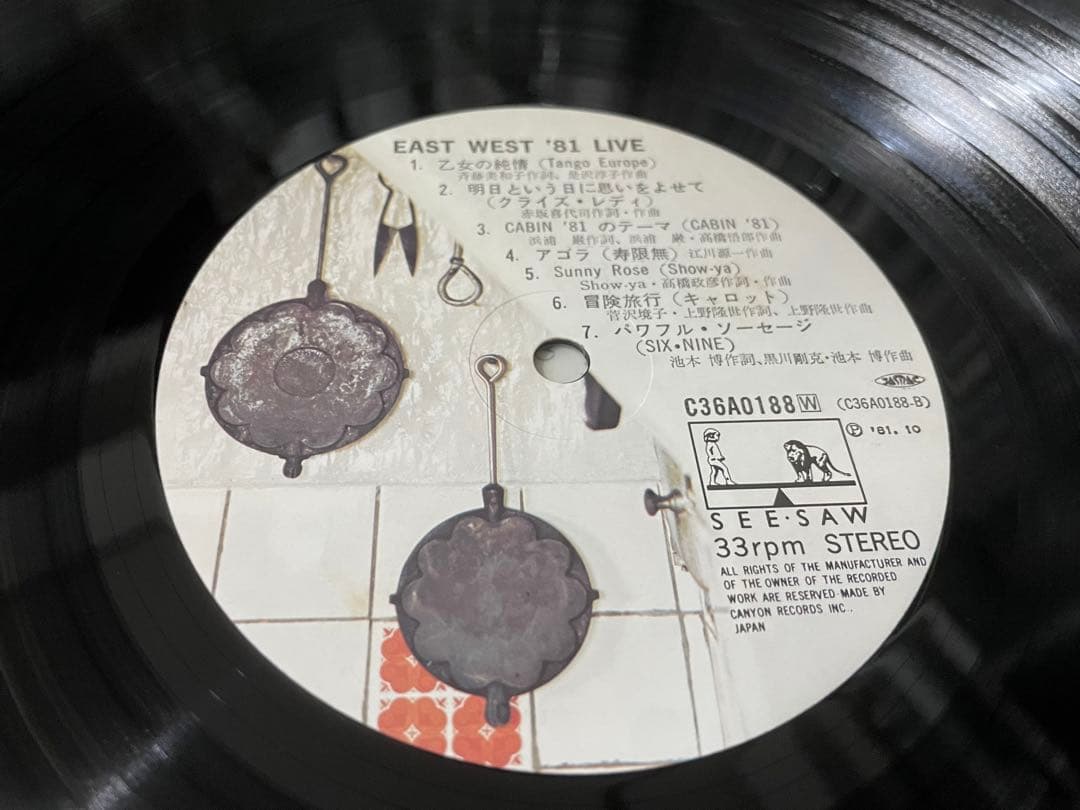 EAST WEST '81 LIVE
1. 乙女の純情 (Tango Europe)
斉藤美和子作詞、是沢淳子作曲
2. 明日という日に思いをよせて
(クライズ・レディ)
赤坂喜代司作詞・作曲
3. CABIN '81 のテーマ (CABIN '81)
浜浦 巌作詞、浜浦 巌・高橋悟郎作曲
4. アゴラ (寿限無) 江川源一作曲
5. Sunny Rose (Show-ya)
Show-ya・高橋政彦作詞・作曲
6. 冒険旅行 (キャロット)
菅沢境子・上野隆世作詞、上野隆世作曲
7. パワフル・ソーセージ
(SIX・NINE)
池本 博作詞、黒川剛克・池本 博作曲
JASRAC
C36A0188 W (C36A0188-B)
Ⓟ '81. 10
SEE・SAW
33rpm STEREO
ALL RIGHTS OF THE MANUFACTURER AND
OF THE OWNER OF THE RECORDED
WORK ARE RESERVED MADE BY
CANYON RECORDS INC.,
JAPAN